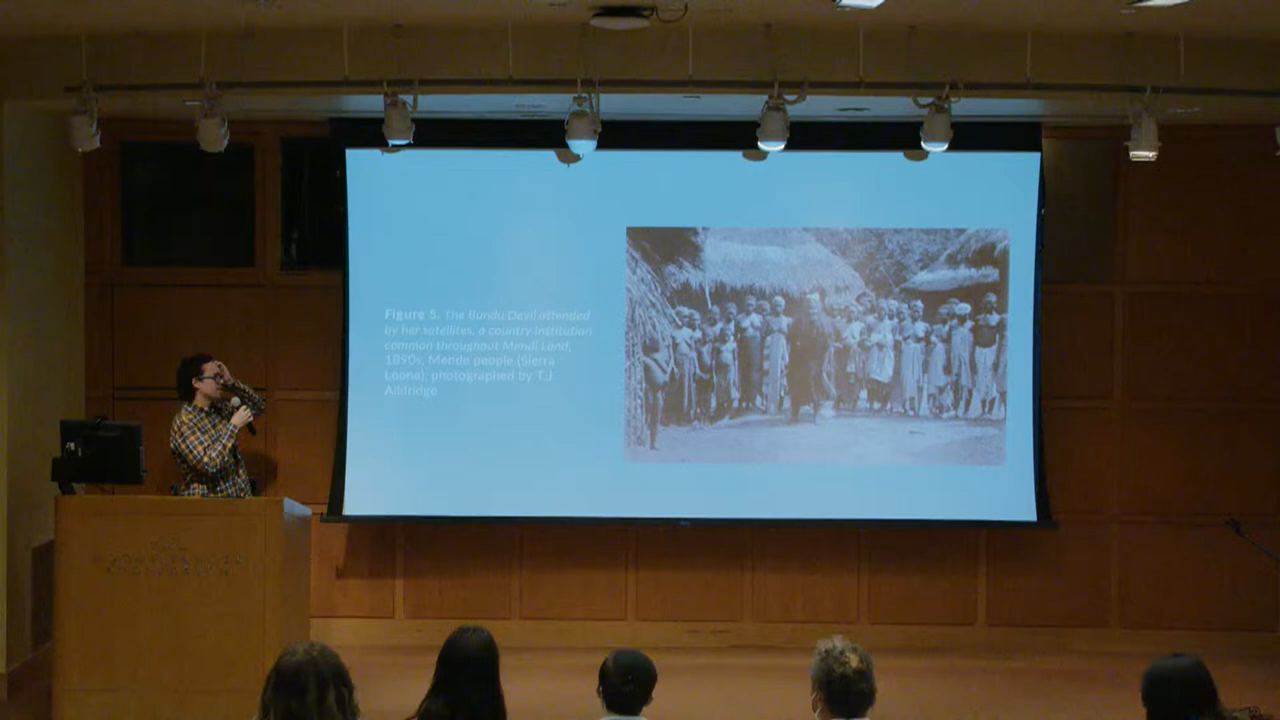 Figure 5. The Bundu Devil attended
by her satellites, a country institution
common throughout Mendi Land,
1890s, Mende people (Sierra
Leone), photographed by T.J
Alldridge